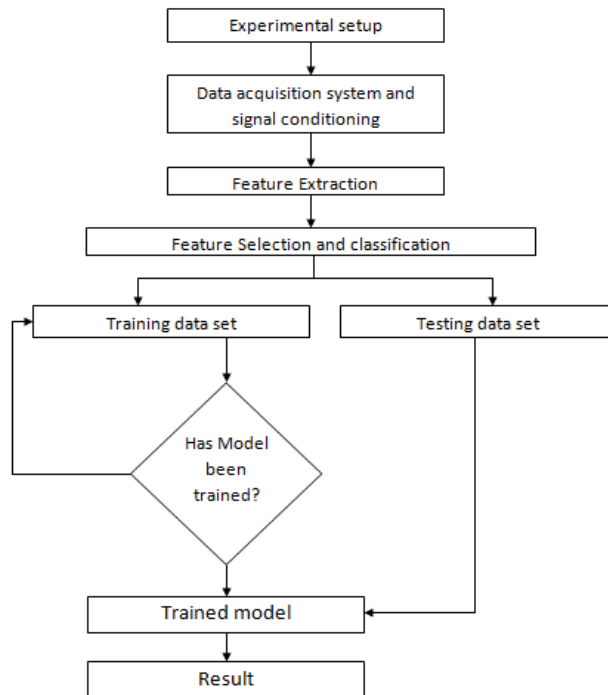 Experimental setup
Data acquisition system and
signal conditioning
Feature Extraction
Feature Selection and classification
Training data set
Testing data set
Has Model
been
trained?
Trained model
Result